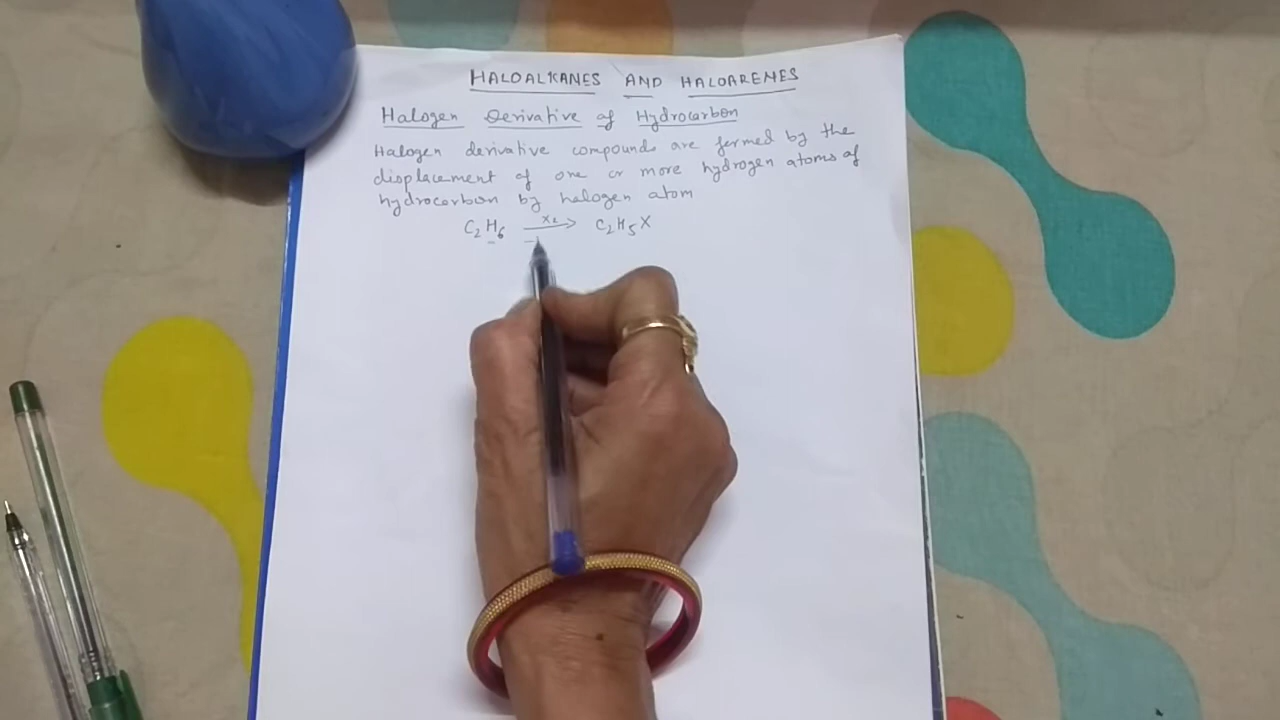 HALOALKANES AND HALOARENES
Halogen Derivative of Hydrocarbon
Halogen derivative compounds are formed by the
displacement of one or more hydrogen atoms of
hydrocarbon by halogen atom
C₂H₆ —X₂→ C₂H₅X